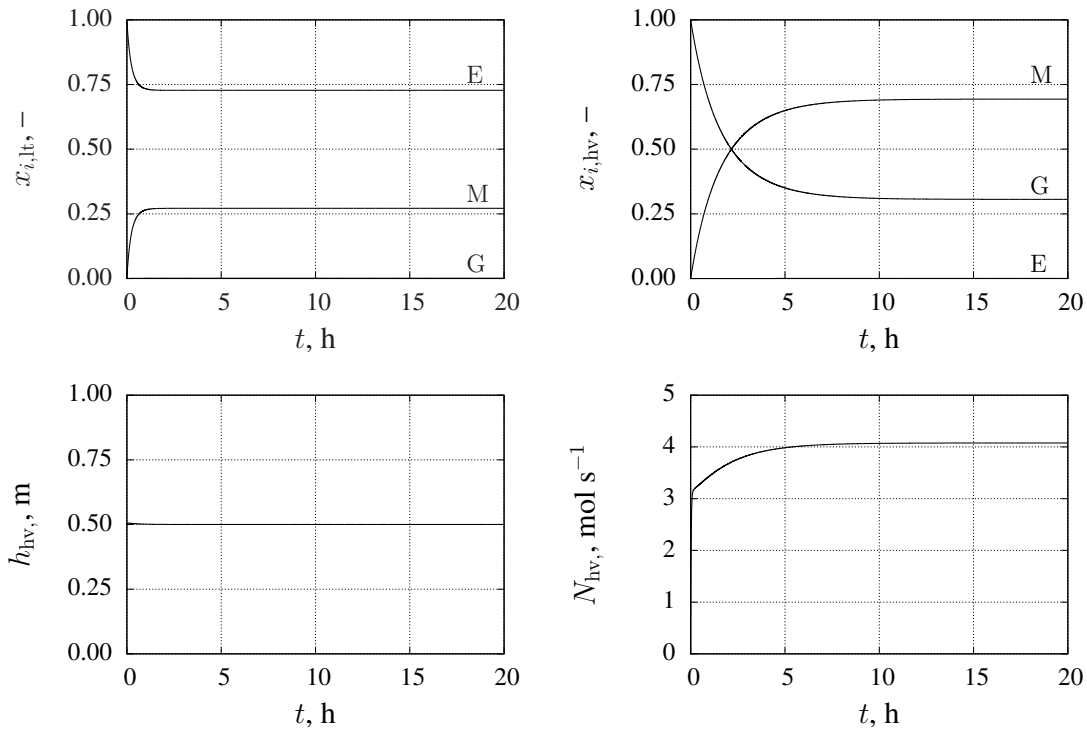 1.00
0.75
0.50
0.25
0.00
0 5 10 15 20
x_{i,lt}, –
t, h
E
M
G
1.00
0.75
0.50
0.25
0.00
0 5 10 15 20
x_{i,hv}, –
t, h
M
G
E
1.00
0.75
0.50
0.25
0.00
0 5 10 15 20
h_{hv,}, m
t, h
5
4
3
2
1
0
0 5 10 15 20
N_{hv,}, mol s^{−1}
t, h